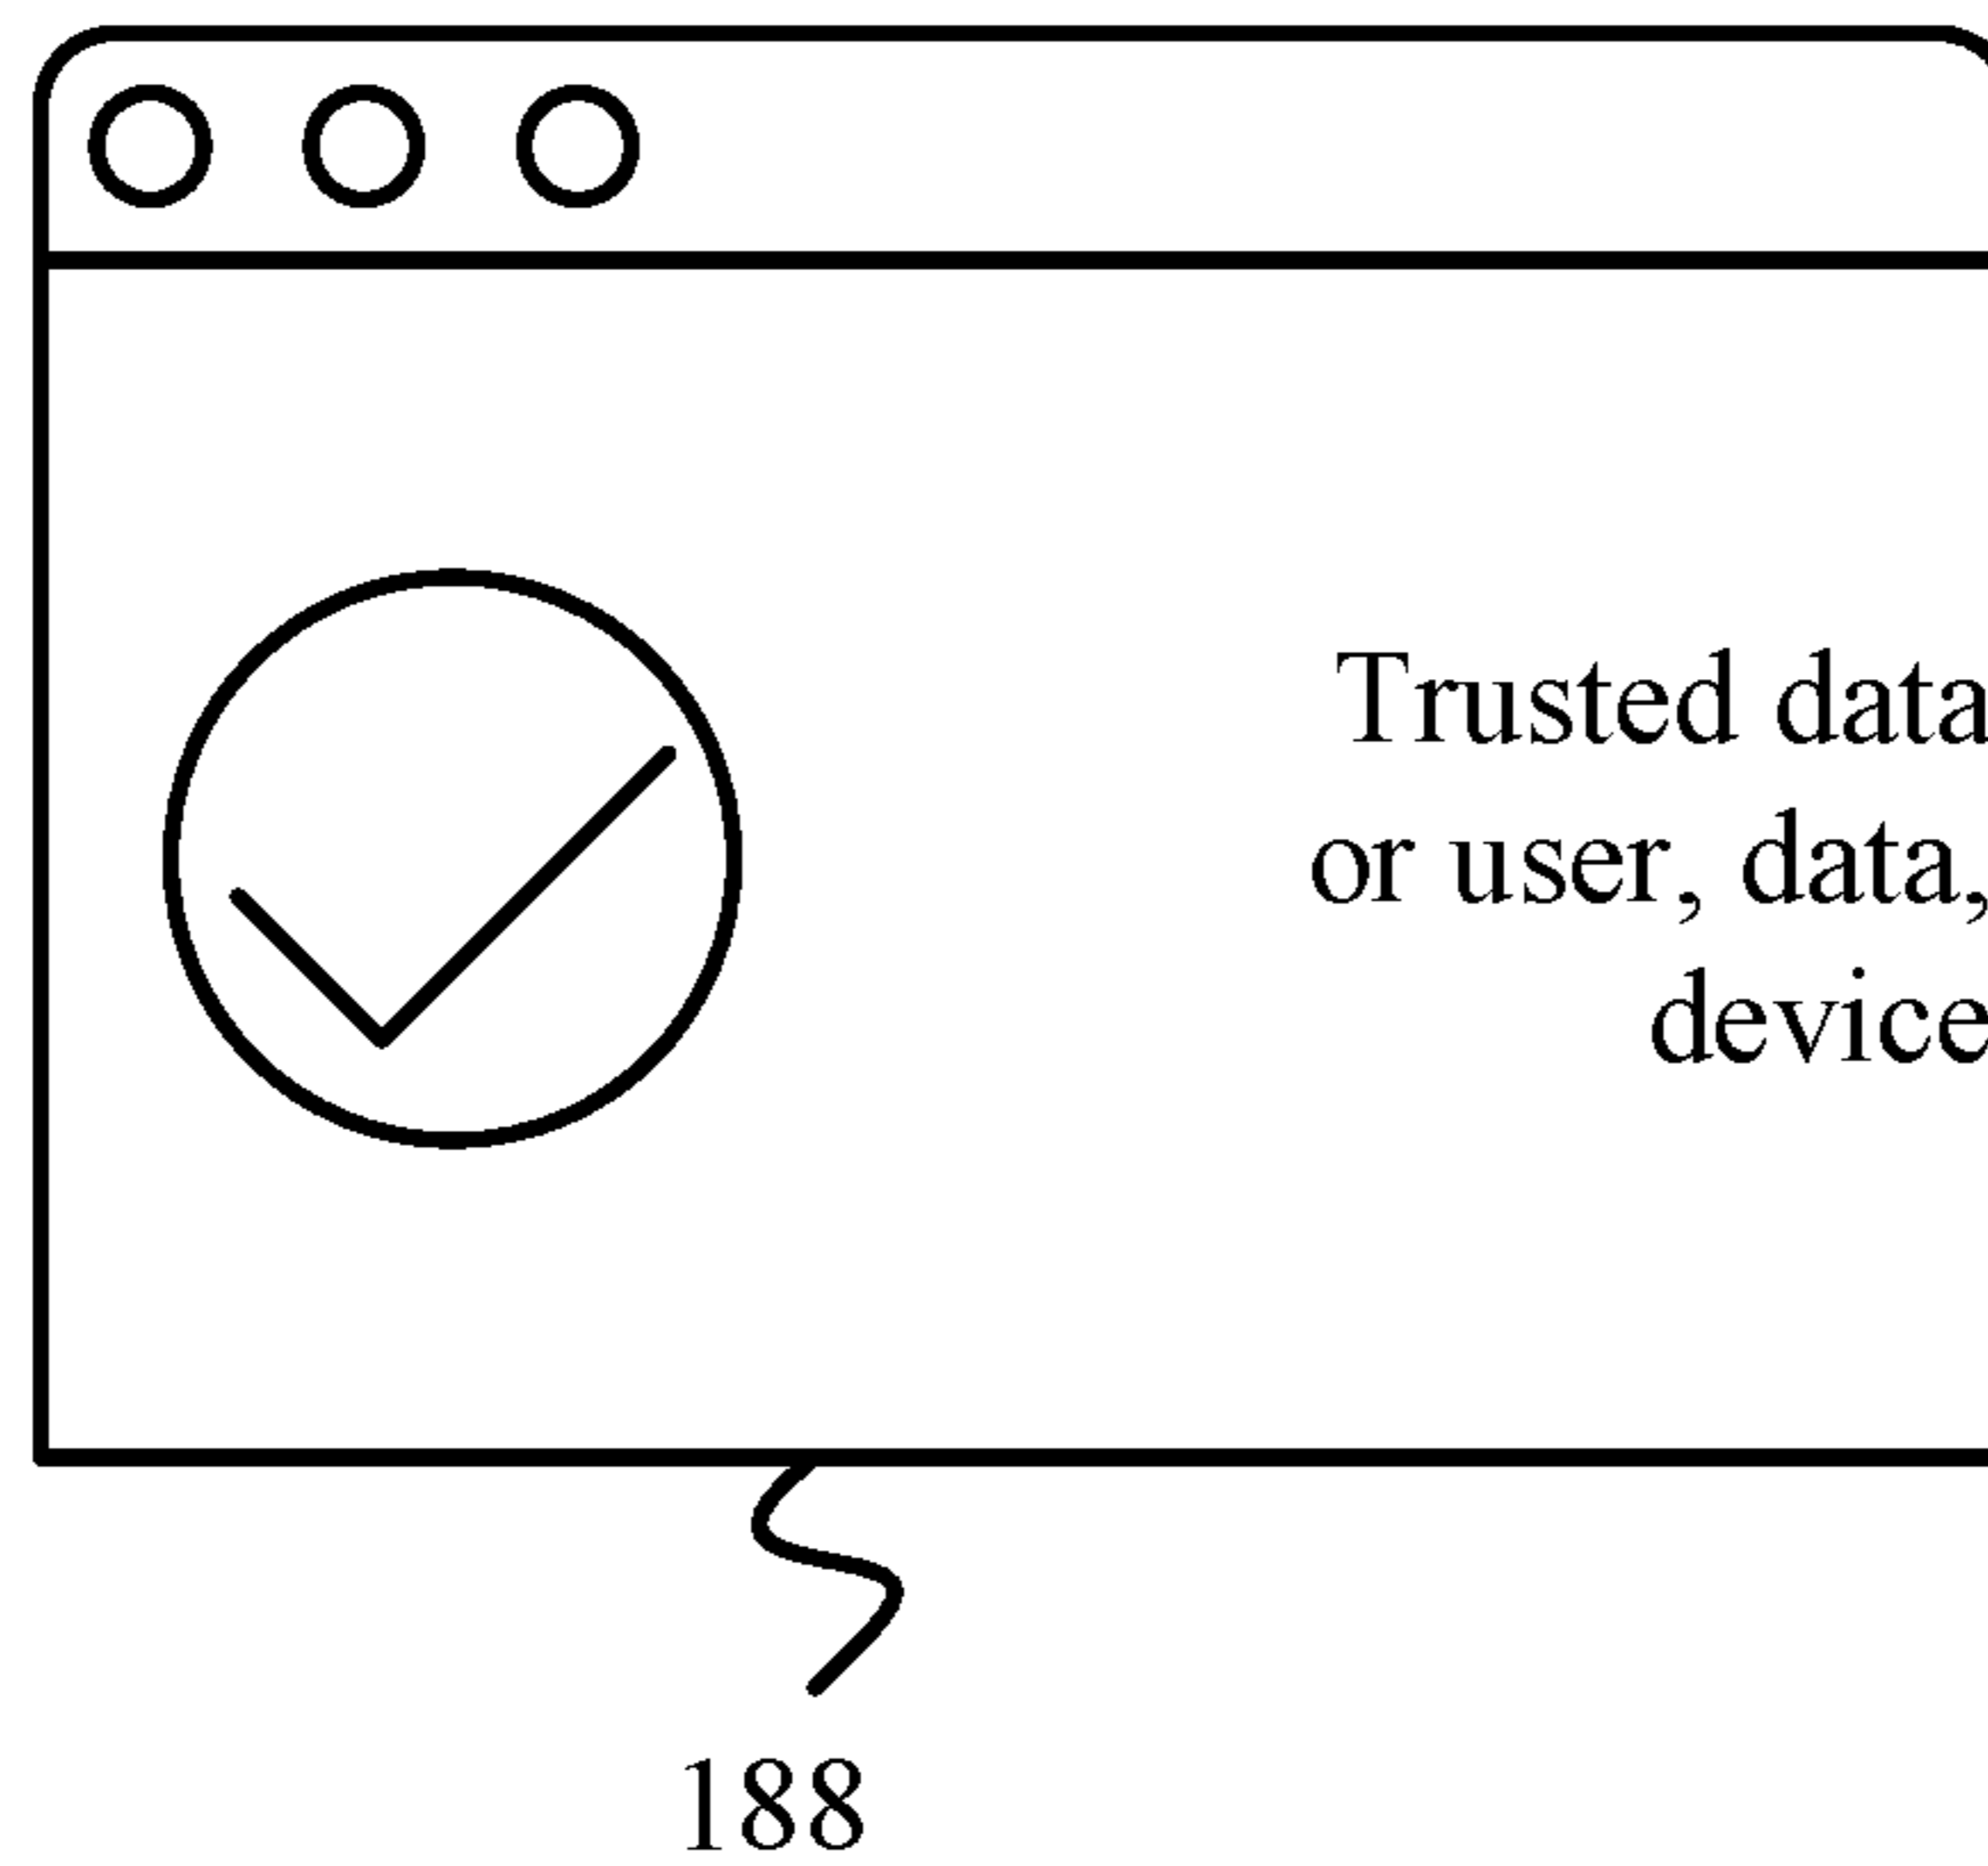 Trusted data
or user, data,
device
188